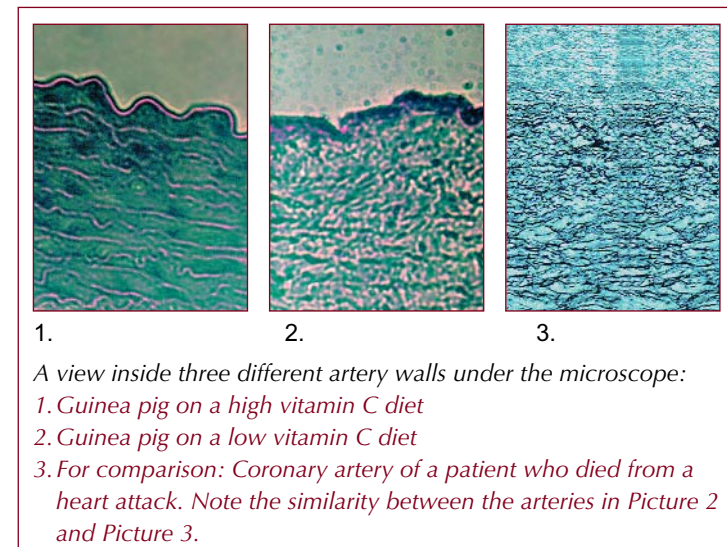 1.
2.
3.
A view inside three different artery walls under the microscope:
1. Guinea pig on a high vitamin C diet
2. Guinea pig on a low vitamin C diet
3. For comparison: Coronary artery of a patient who died from a
heart attack. Note the similarity between the arteries in Picture 2
and Picture 3.